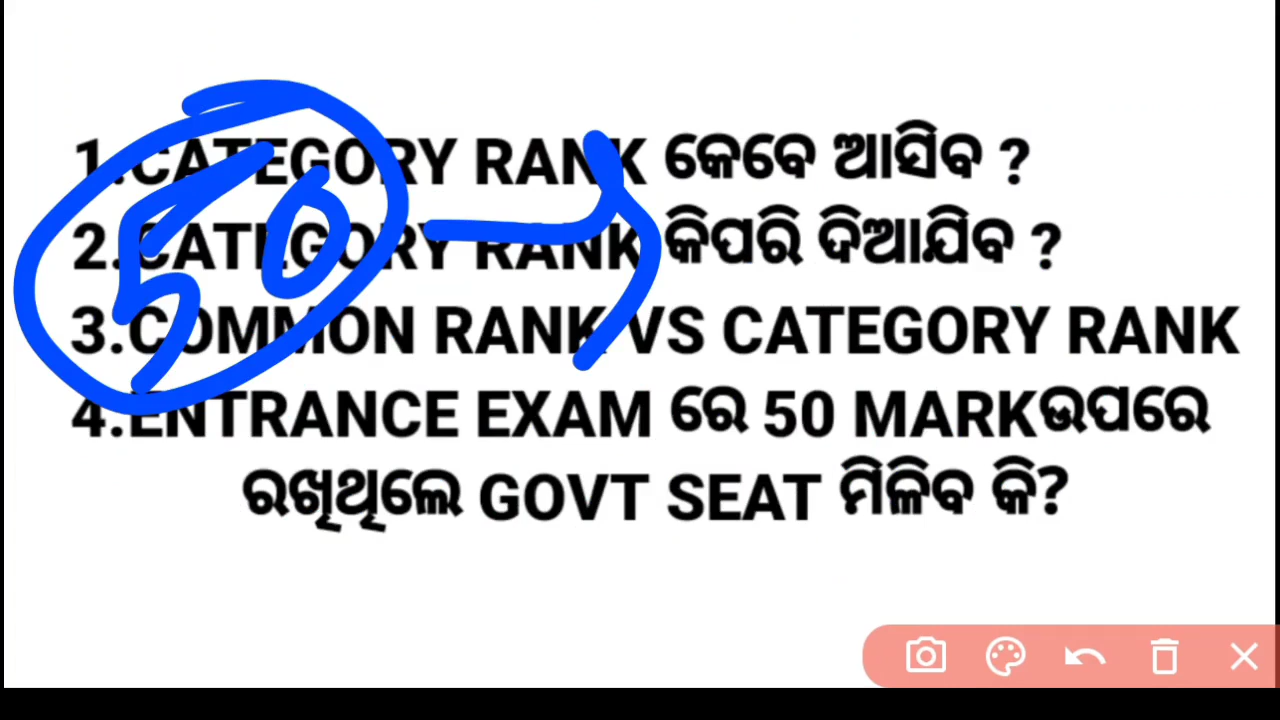 1.CATEGORY RANK କେବେ ଆସିବ ?
2.CATEGORY RANK କିପରି ଦିଆଯିବ ?
3.COMMON RANK VS CATEGORY RANK
4.ENTRANCE EXAM ରେ 50 MARKଉପରେ
ରଖିଥିଲେ GOVT SEAT ମିଳିବ କି?
50